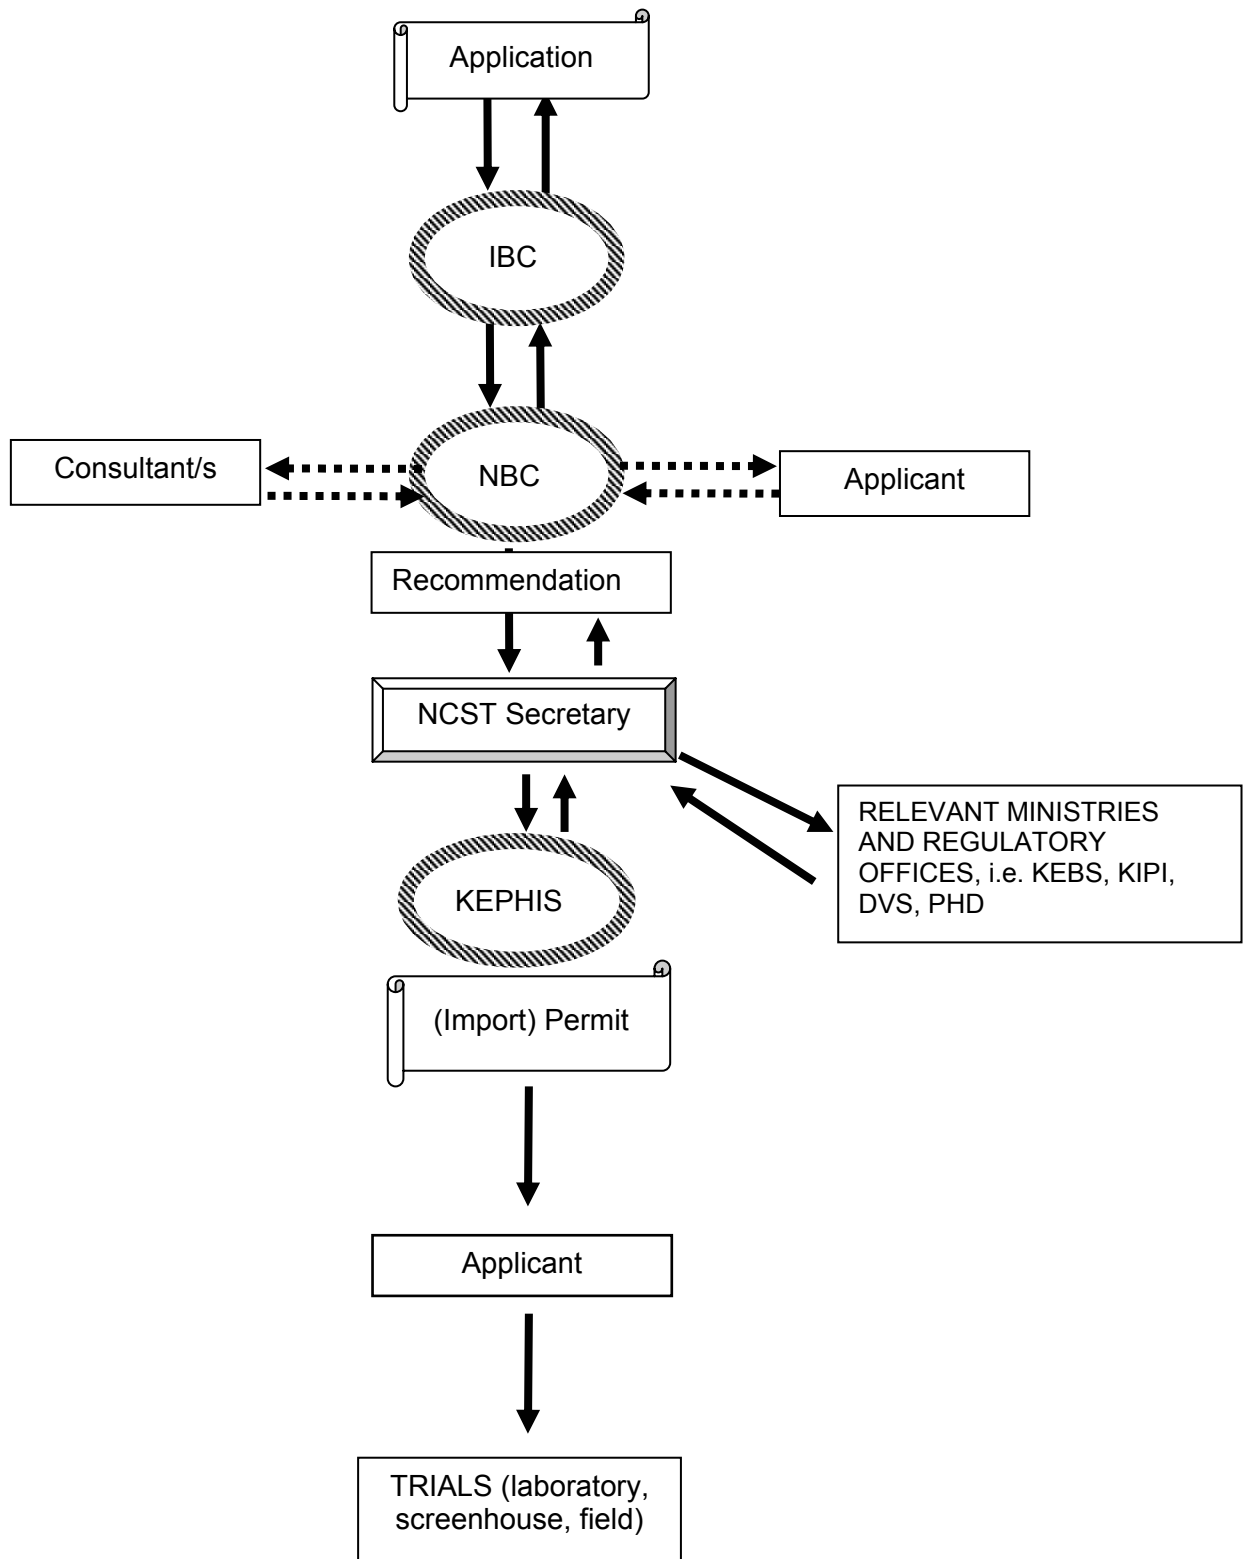 Application
IBC
NBC
Consultant/s
Applicant
Recommendation
NCST Secretary
RELEVANT MINISTRIES
AND REGULATORY
OFFICES, i.e. KEBS, KIPI,
DVS, PHD
KEPHIS
(Import) Permit
Applicant
TRIALS (laboratory,
screenhouse, field)